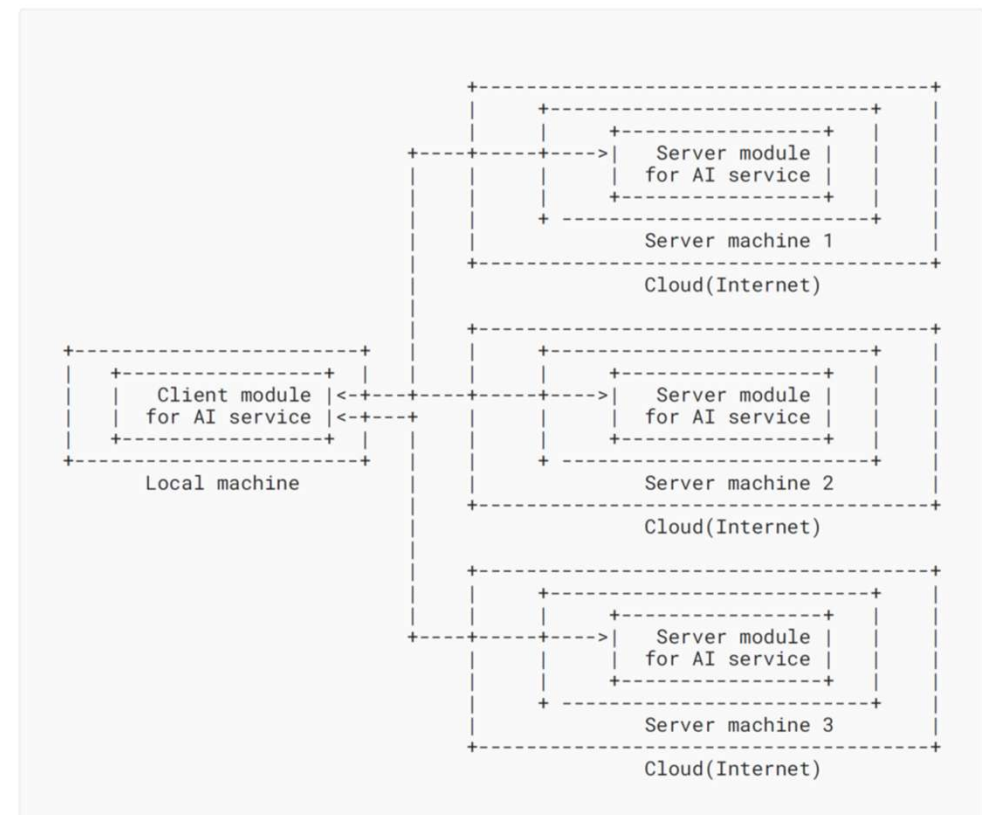 Server module
for AI service
Server machine 1
Cloud(Internet)
Client module
for AI service
Local machine
Server module
for AI service
Server machine 2
Cloud(Internet)
Server module
for AI service
Server machine 3
Cloud(Internet)